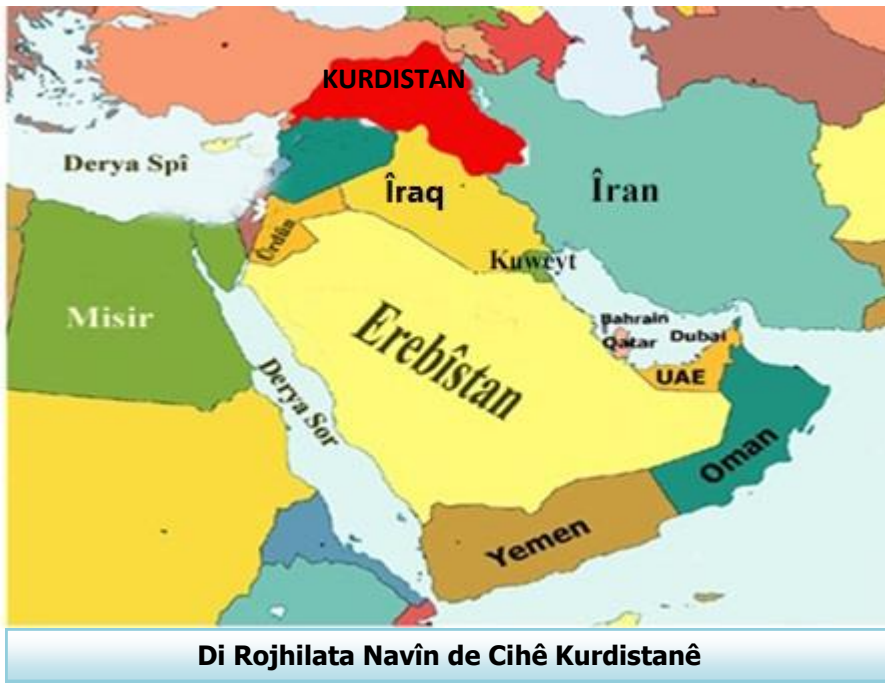 KURDISTAN
Derya Spî
Îraq
Îran
Ûrdûn
Kuweyt
Misir
Bahrain
Dubai
Qatar
Erebîstan
UAE
Derya Sor
Oman
Yemen
Di Rojhilata Navîn de Cihê Kurdistanê